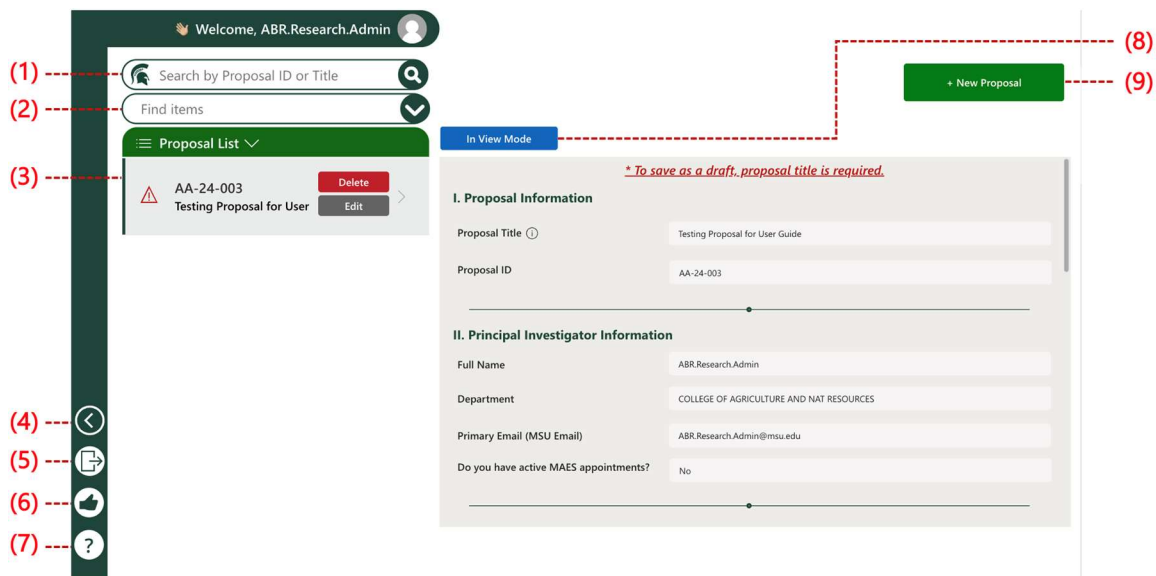 👋 Welcome, ABR.Research.Admin
(8)
(1)
Search by Proposal ID or Title
+ New Proposal
(9)
(2)
Find items
Proposal List
In View Mode
(3)
AA-24-003
Delete
Testing Proposal for User
Edit
* To save as a draft, proposal title is required.
I. Proposal Information
Proposal Title
Testing Proposal for User Guide
Proposal ID
AA-24-003
II. Principal Investigator Information
Full Name
ABR.Research.Admin
Department
COLLEGE OF AGRICULTURE AND NAT RESOURCES
Primary Email (MSU Email)
ABR.Research.Admin@msu.edu
Do you have active MAES appointments?
No
(4)
(5)
(6)
(7)
?